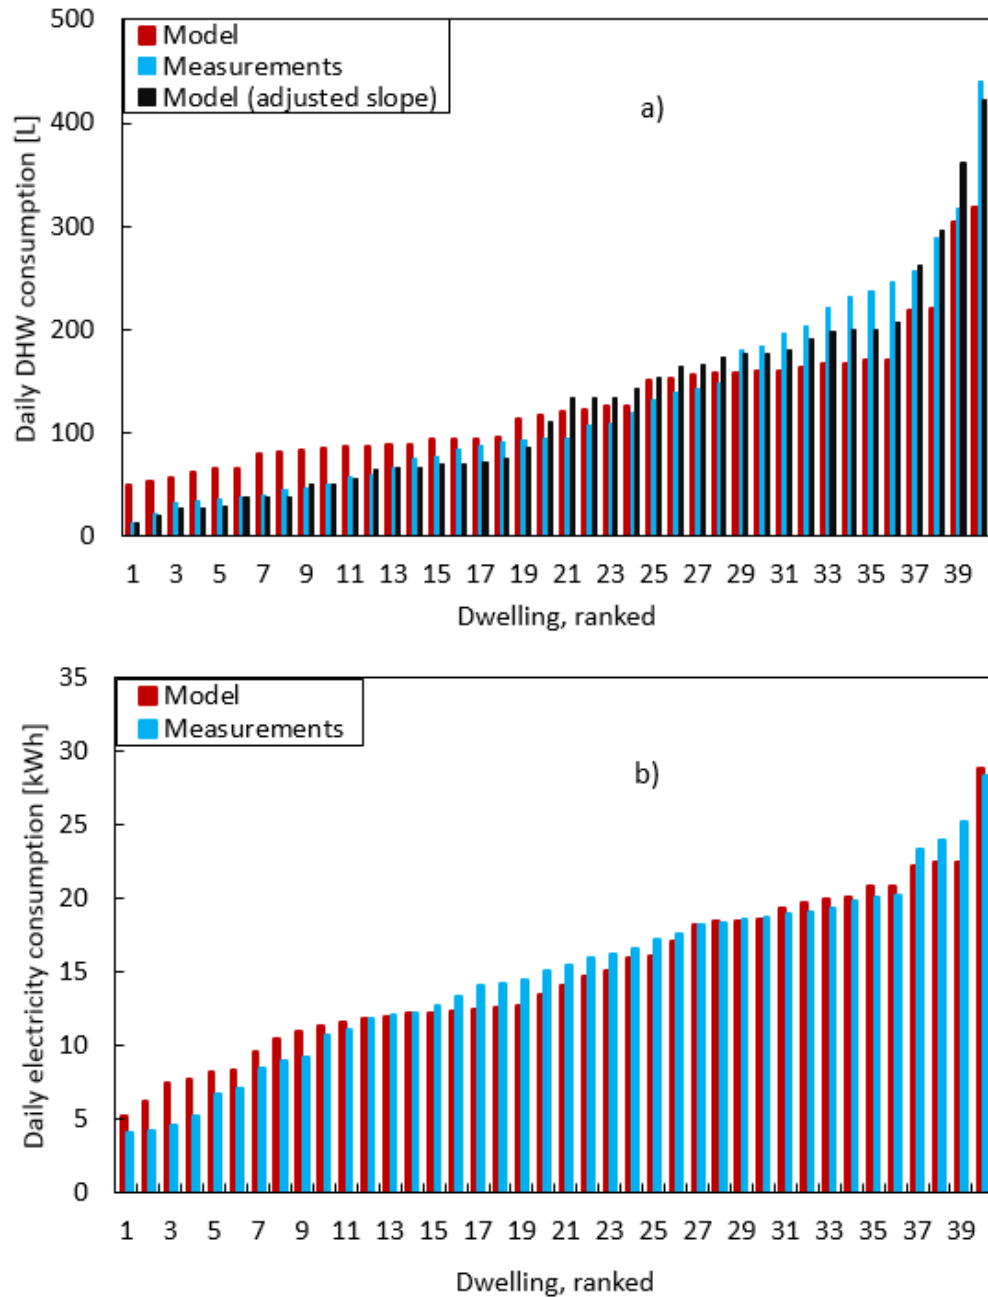 500
400
300
200
100
0
Daily DHW consumption [L]
Model
Measurements
Model (adjusted slope)
a)
1 3 5 7 9 11 13 15 17 19 21 23 25 27 29 31 33 35 37 39
Dwelling, ranked
35
30
25
20
15
10
5
0
Daily electricity consumption [kWh]
Model
Measurements
b)
1 3 5 7 9 11 13 15 17 19 21 23 25 27 29 31 33 35 37 39
Dwelling, ranked